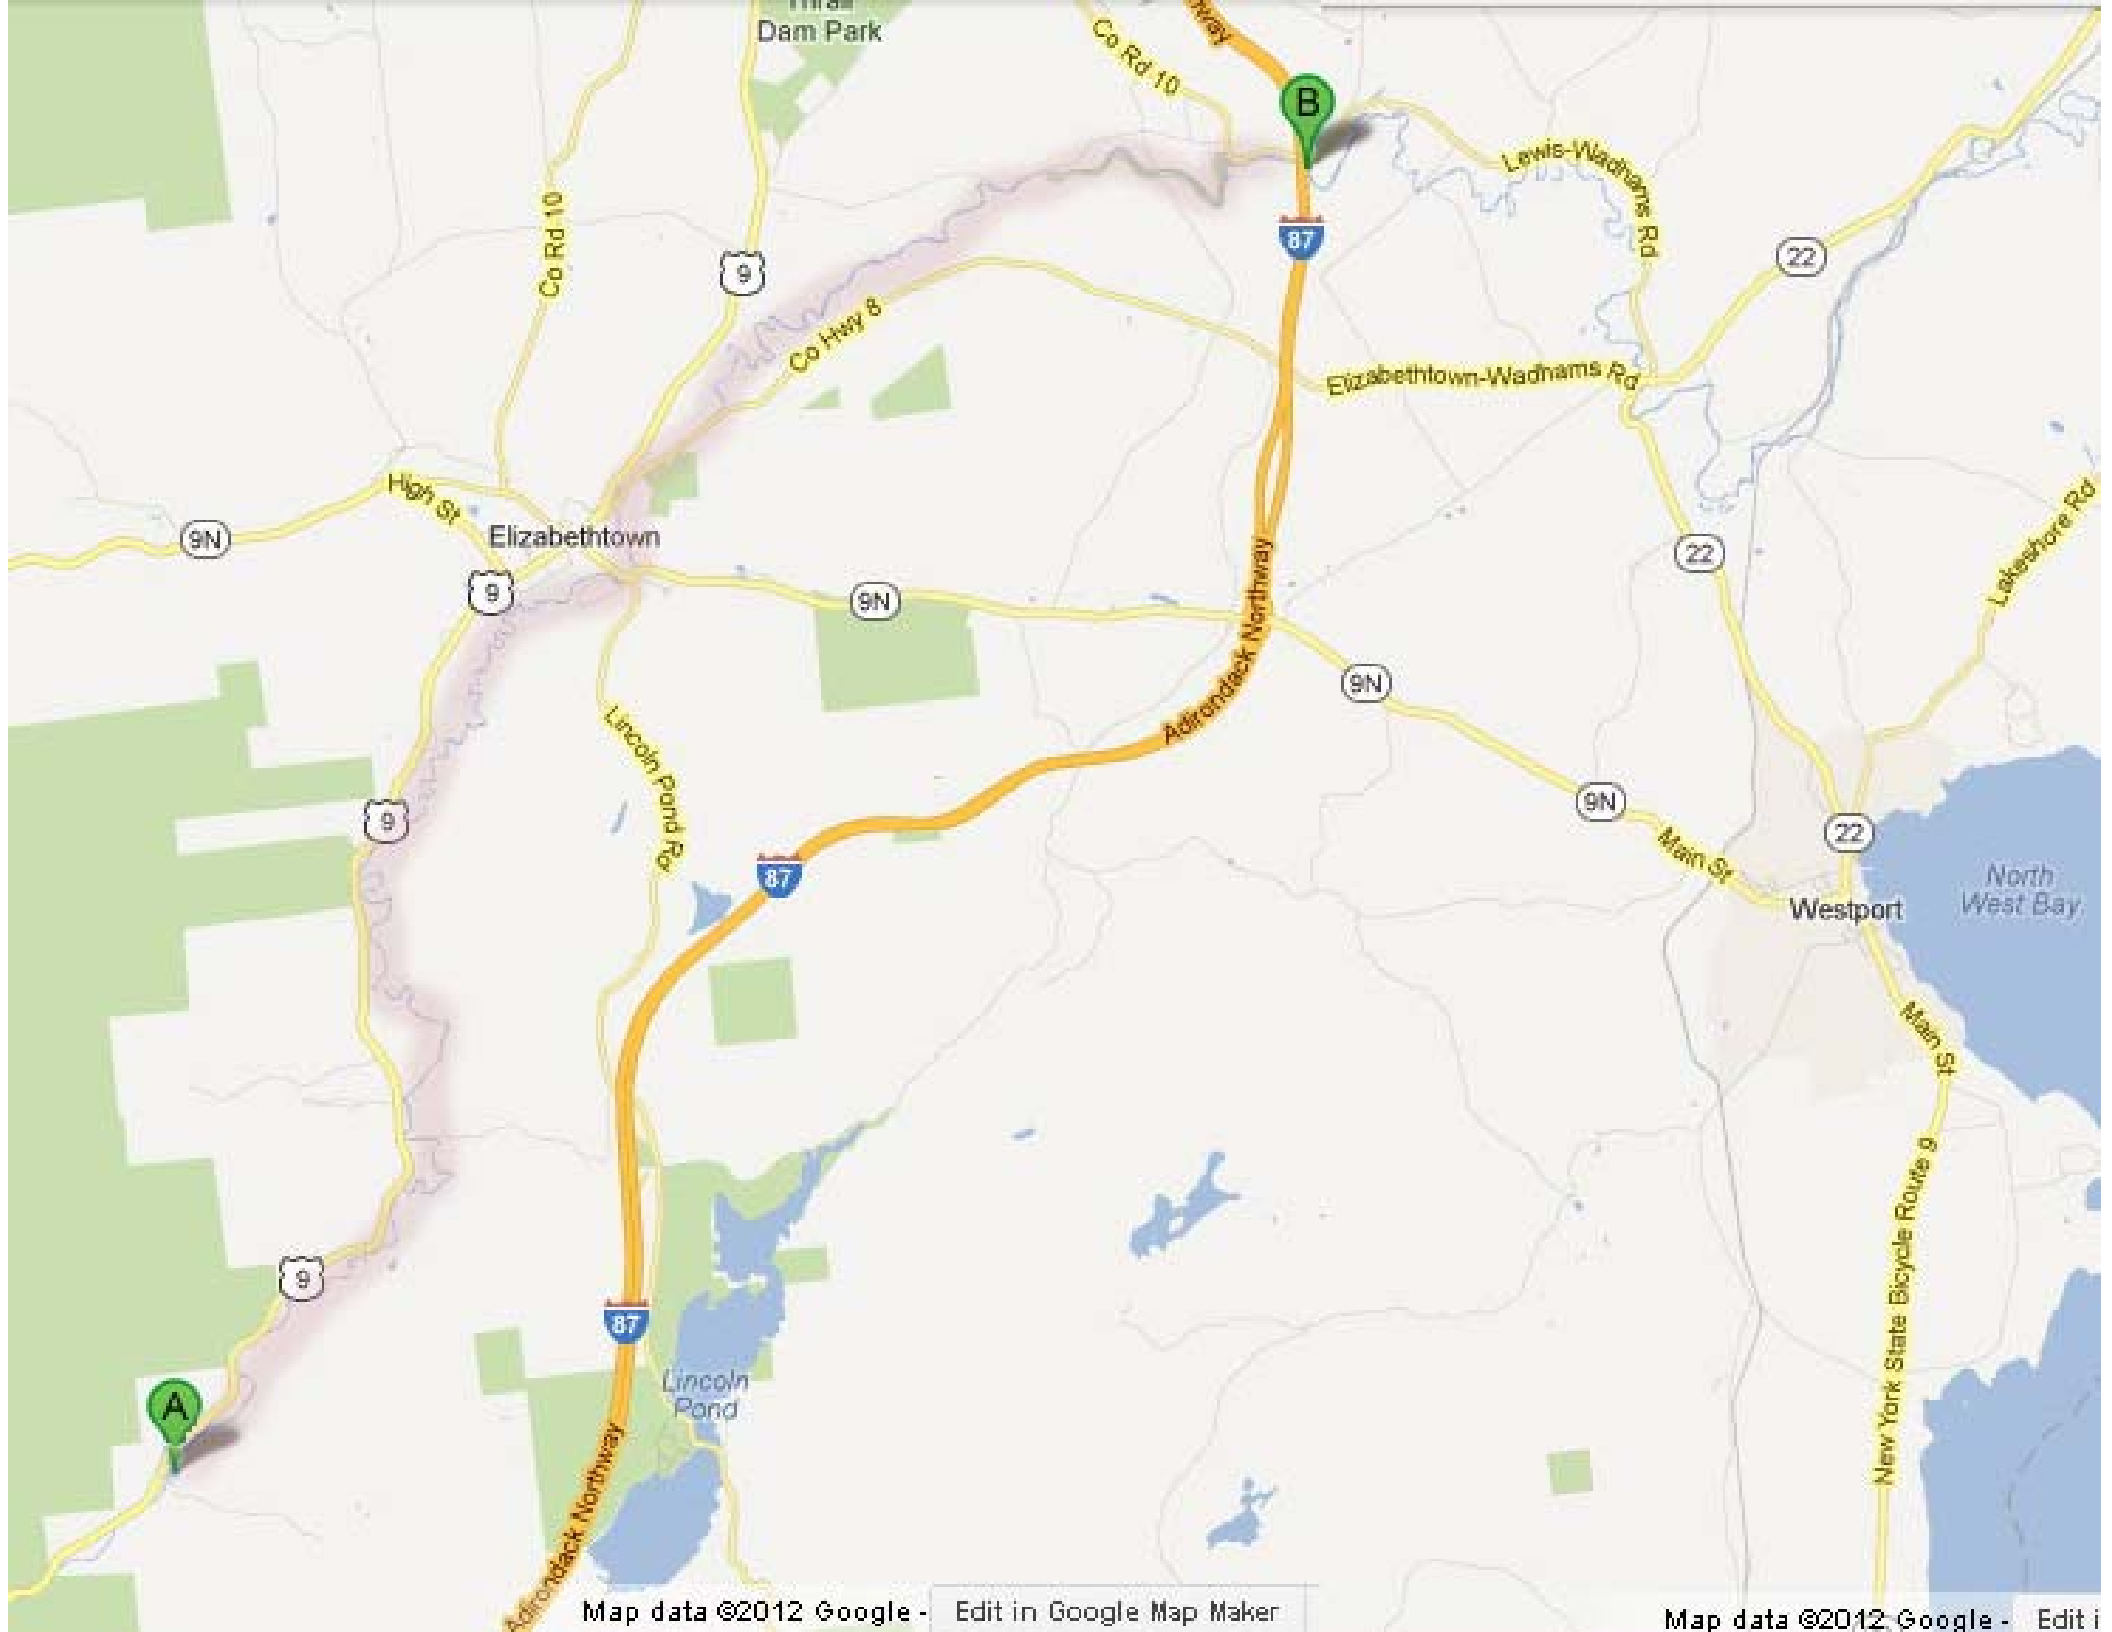 Thrall
Dam Park
Co Rd 10
way
B
Lewis-Wadhams Rd
Co Rd 10
9
87
22
Co Hwy 8
Elizabethtown-Wadhams Rd
High St
9N
Elizabethtown
9
9N
22
Lakeshore Rd
Adirondack Northway
9N
Lincoln Pond Rd
9
9N
22
Main St
87
Westport
North
West Bay
Main St
New York State Bicycle Route 9
9
87
Lincoln
Pond
A
Adirondack Northway
Map data ©2012 Google -
Edit in Google Map Maker
Map data ©2012 Google -
Edit i